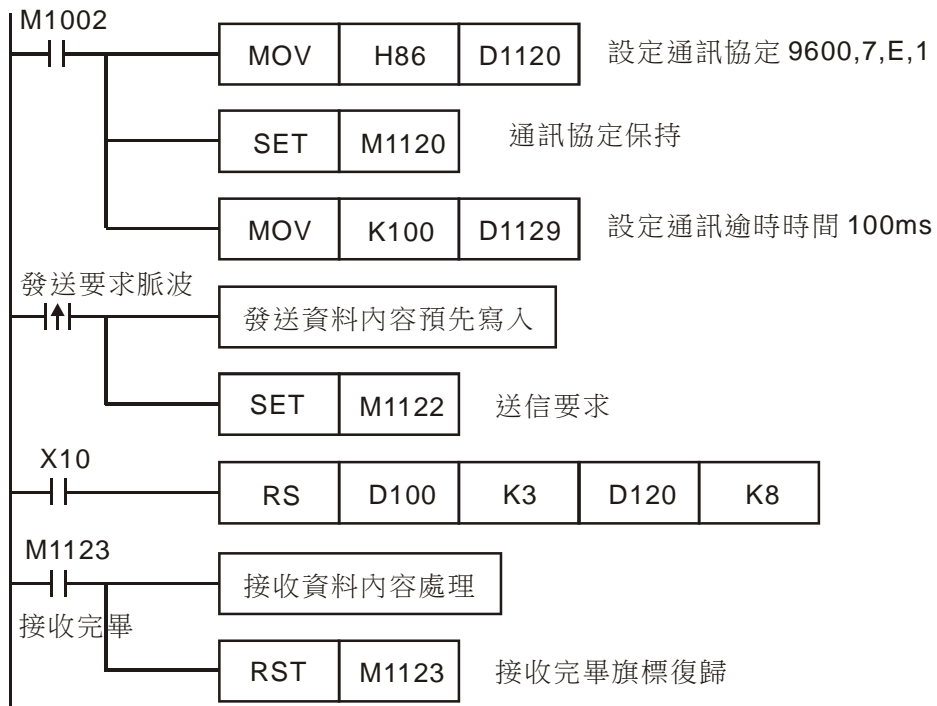 M1002
MOV H86 D1120 設定通訊協定 9600,7,E,1
SET M1120 通訊協定保持
MOV K100 D1129 設定通訊逾時時間 100ms
發送要求脈波
發送資料內容預先寫入
SET M1122 送信要求
X10
RS D100 K3 D120 K8
M1123
接收資料內容處理
接收完畢
RST M1123 接收完畢旗標復歸